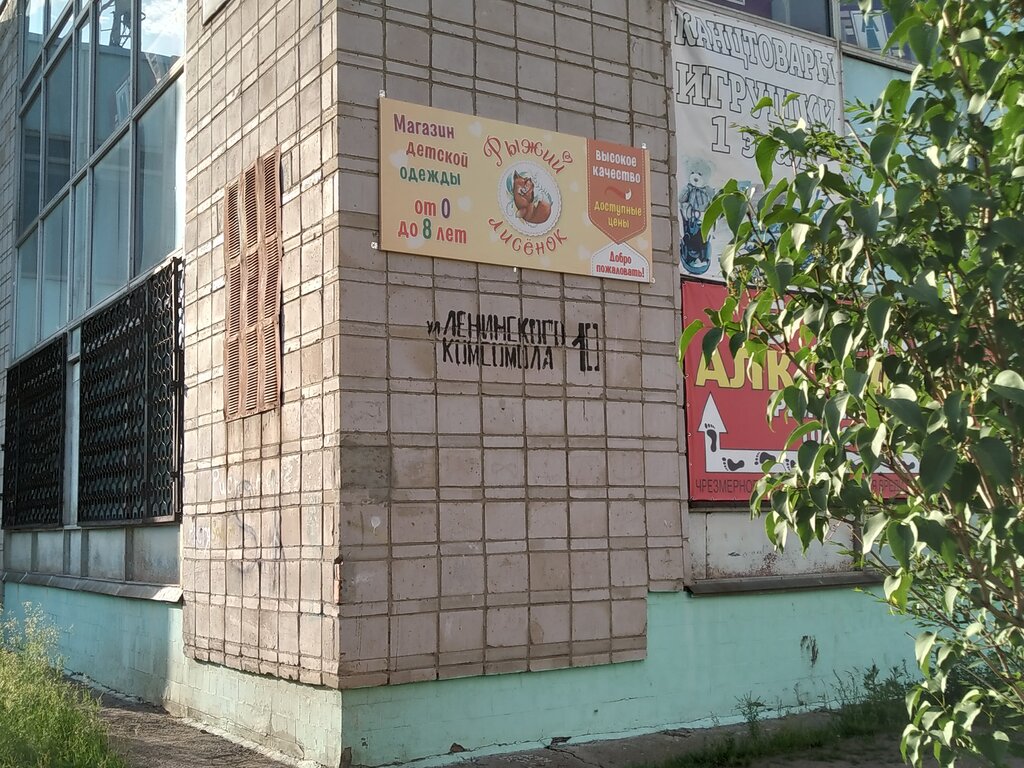 Магазин
детской
одежды
от 0
до 8 лет
Рыжий
лисёнок
высокое
качество
доступные
цены
Добро
пожаловать!
ул ЛЕНИНСКОГО 10
КОМСОМОЛА
КАНЦТОВАРЫ
ИГРУШКИ
1
ЧРЕЗМЕРНО